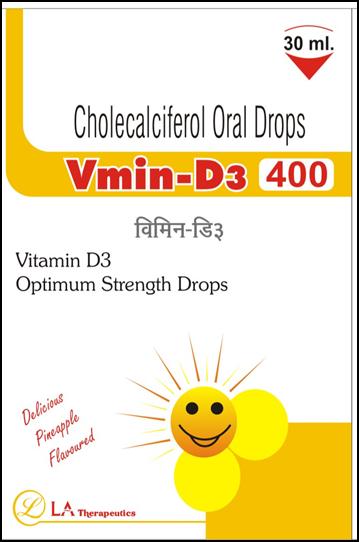 30 ml.
Cholecalciferol Oral Drops
Vmin-D3 400
विमिन-डि३
Vitamin D3
Optimum Strength Drops
Delicious
Pineapple
Flavoured
L LA Therapeutics